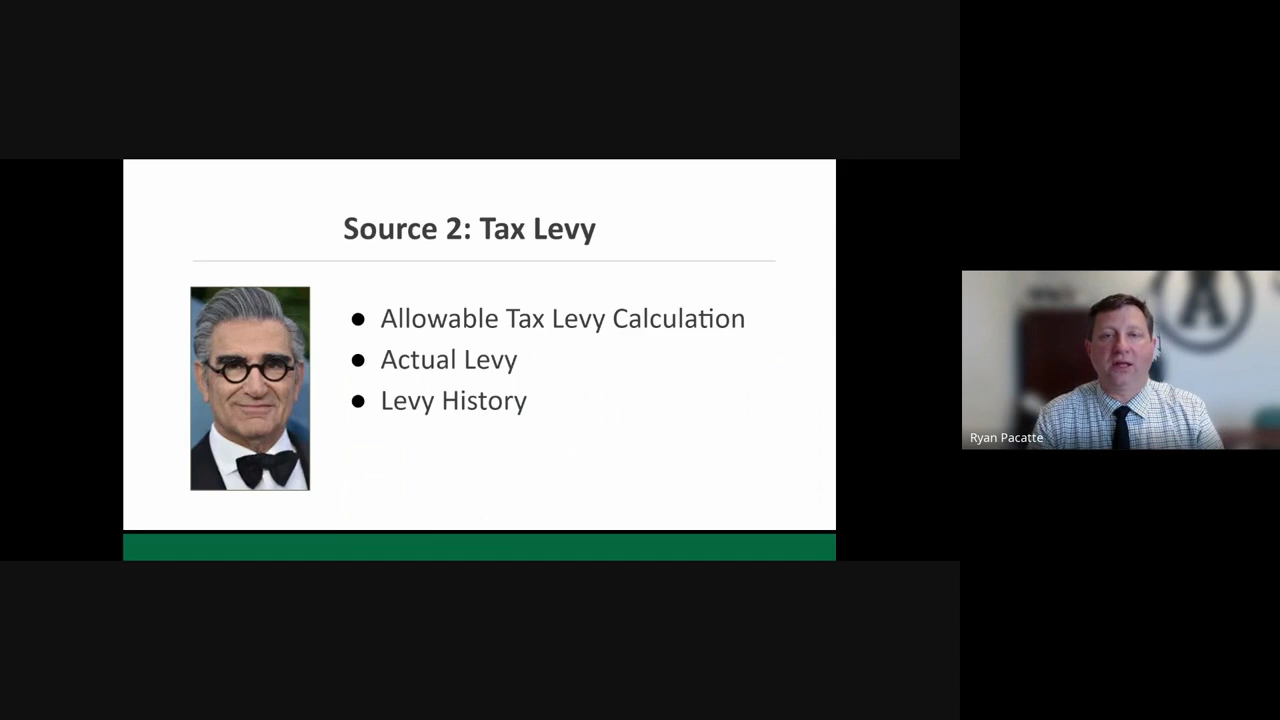 Source 2: Tax Levy
● Allowable Tax Levy Calculation
● Actual Levy
● Levy History
Ryan Pacatte